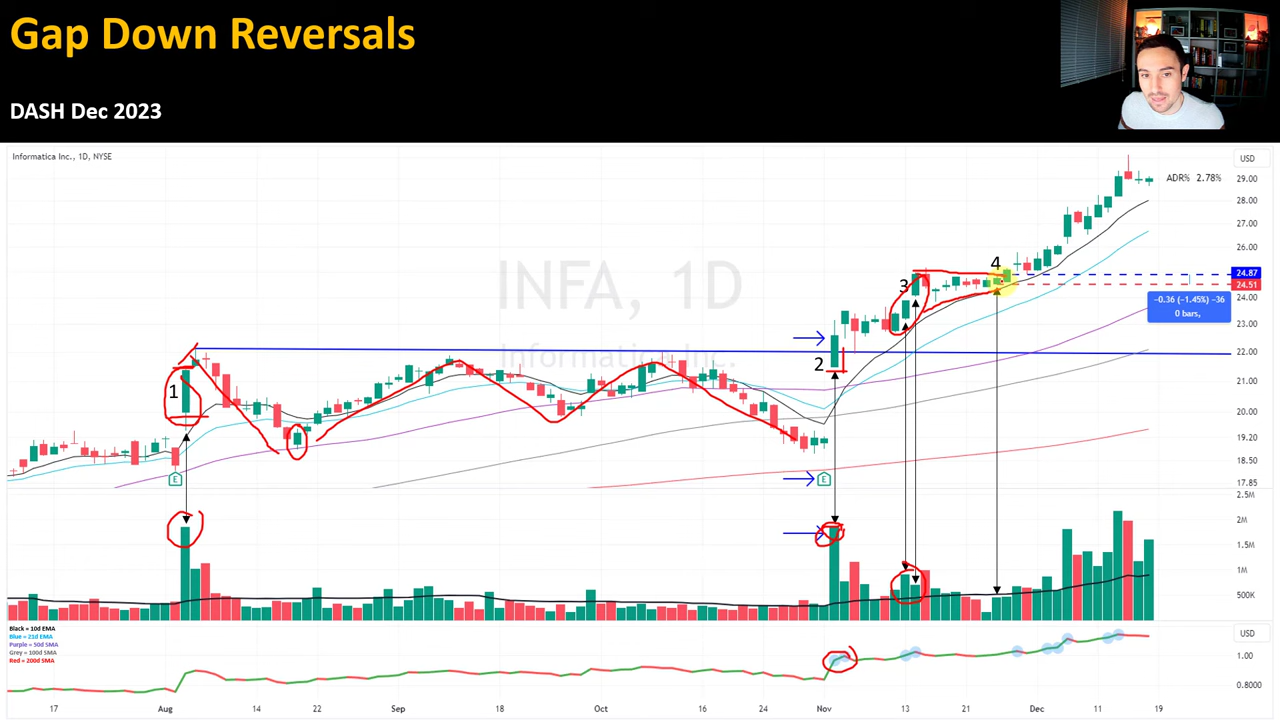 Gap Down Reversals
DASH Dec 2023
Informatica Inc., 1D, NYSE
USD
ADR% 2.78%
29.00
28.00
27.00
26.00
INFA, 1D
Informatica Inc.
4
3
2
1
24.87
24.51
24.00
-0.36 (-1.45%) -36
0 bars,
23.00
22.00
21.00
20.00
19.20
18.50
17.85
E
E
2.5M
2M
1.5M
1M
500K
Black = 10d EMA
Blue = 21d EMA
Purple = 50d SMA
Grey = 100d SMA
Red = 200d SMA
USD
1.00
0.8000
17
Aug
14
22
Sep
18
Oct
16
24
Nov
13
21
Dec
11
19